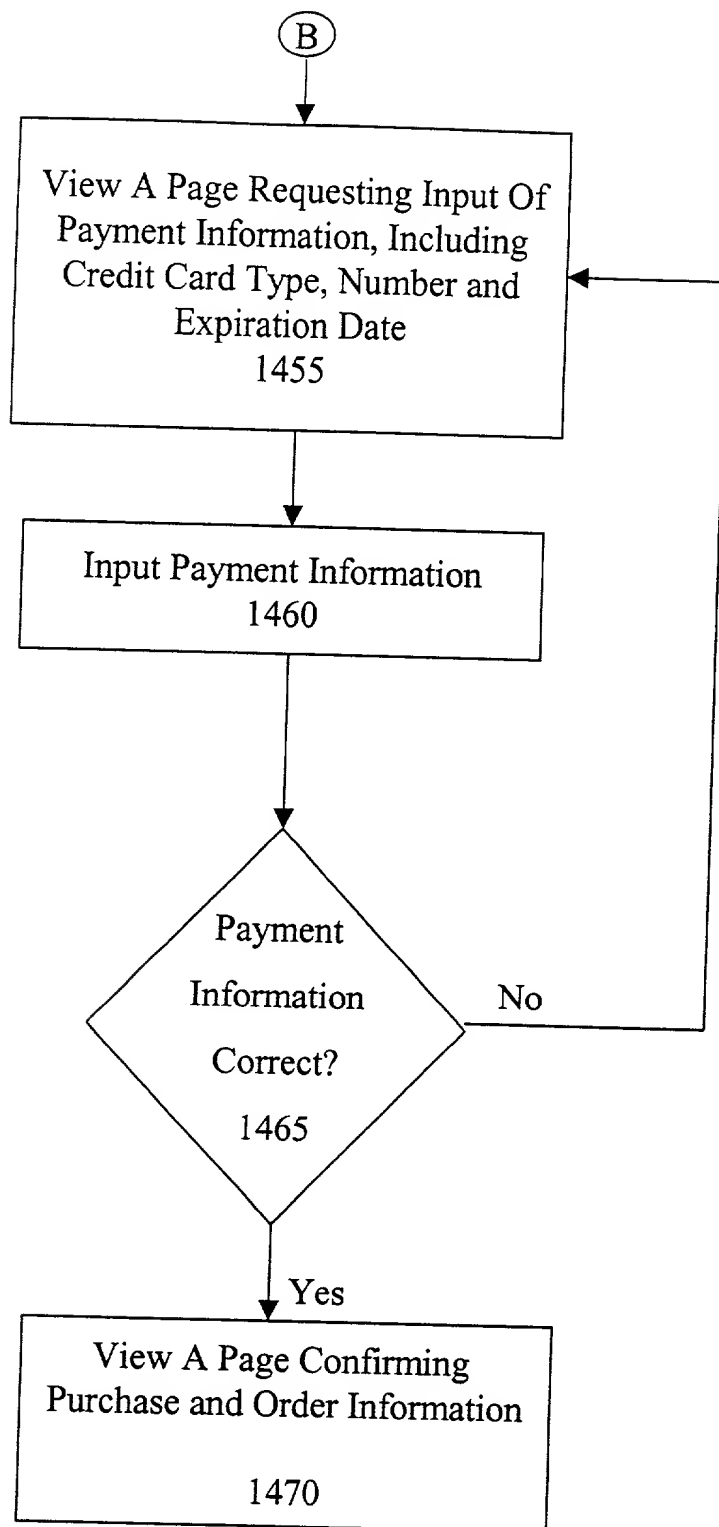 B
View A Page Requesting Input Of
Payment Information, Including
Credit Card Type, Number and
Expiration Date
1455
Input Payment Information
1460
Payment
Information
Correct?
1465
No
Yes
View A Page Confirming
Purchase and Order Information
1470